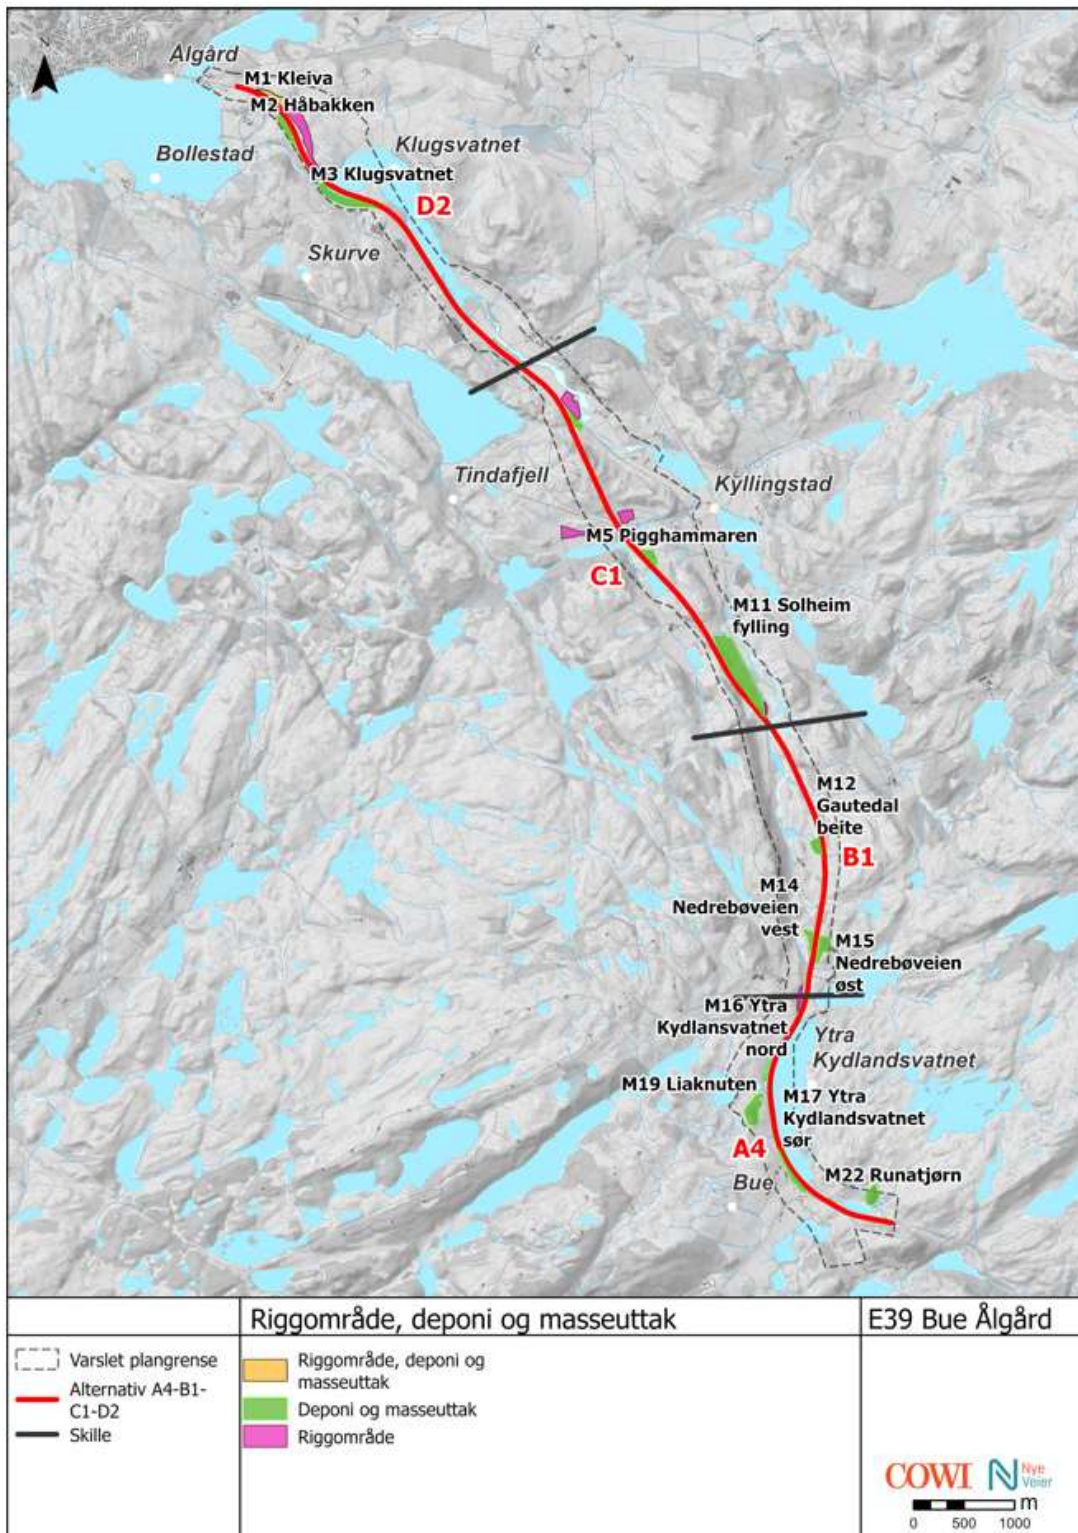 Ålgård
M1 Kleiva
M2 Håbakken
Bollestad
Klugsvatnet
M3 Klugsvatnet
D2
Skurve
Tindafjell
Kyllingstad
M5 Pigghammaren
C1
M11 Solheim
fylling
M12
Gautedal
beite
B1
M14
Nedrebøveien
vest
M15
Nedrebøveien
øst
M16 Ytra
Kydlansvatnet
nord
Ytra
Kydlandsvatnet
M19 Liaknuten
M17 Ytra
Kydlandsvatnet
sør
A4
Bue
M22 Runatjørn
Riggområde, deponi og masseuttak
E39 Bue Ålgård
Varslet plangrense
Alternativ A4-B1-
C1-D2
Skille
Riggområde, deponi og
masseuttak
Deponi og masseuttak
Riggområde
COWI
Nye
Veier
m
0 500 1000